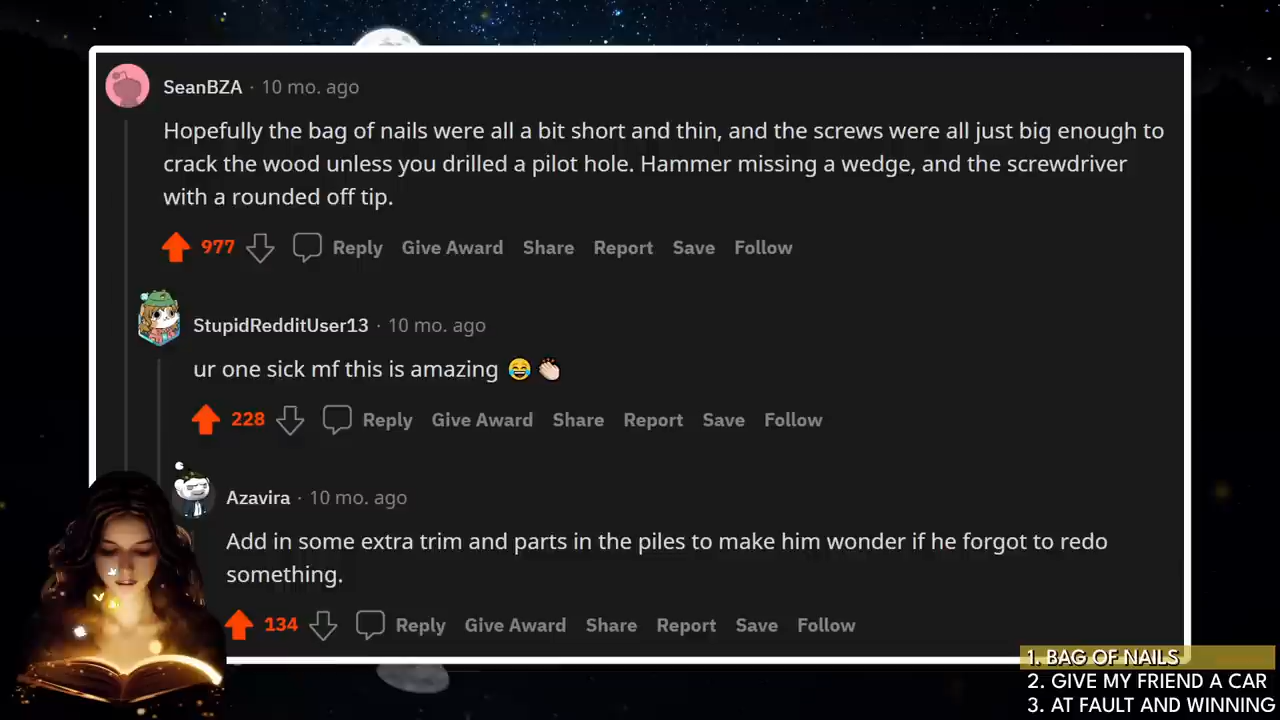 SeanBZA · 10 mo. ago
Hopefully the bag of nails were all a bit short and thin, and the screws were all just big enough to
crack the wood unless you drilled a pilot hole. Hammer missing a wedge, and the screwdriver
with a rounded off tip.
977 Reply Give Award Share Report Save Follow
StupidRedditUser13 · 10 mo. ago
ur one sick mf this is amazing 😂 👏🏻
228 Reply Give Award Share Report Save Follow
Azavira · 10 mo. ago
Add in some extra trim and parts in the piles to make him wonder if he forgot to redo
something.
134 Reply Give Award Share Report Save Follow
1. BAG OF NAILS
2. GIVE MY FRIEND A CAR
3. AT FAULT AND WINNING